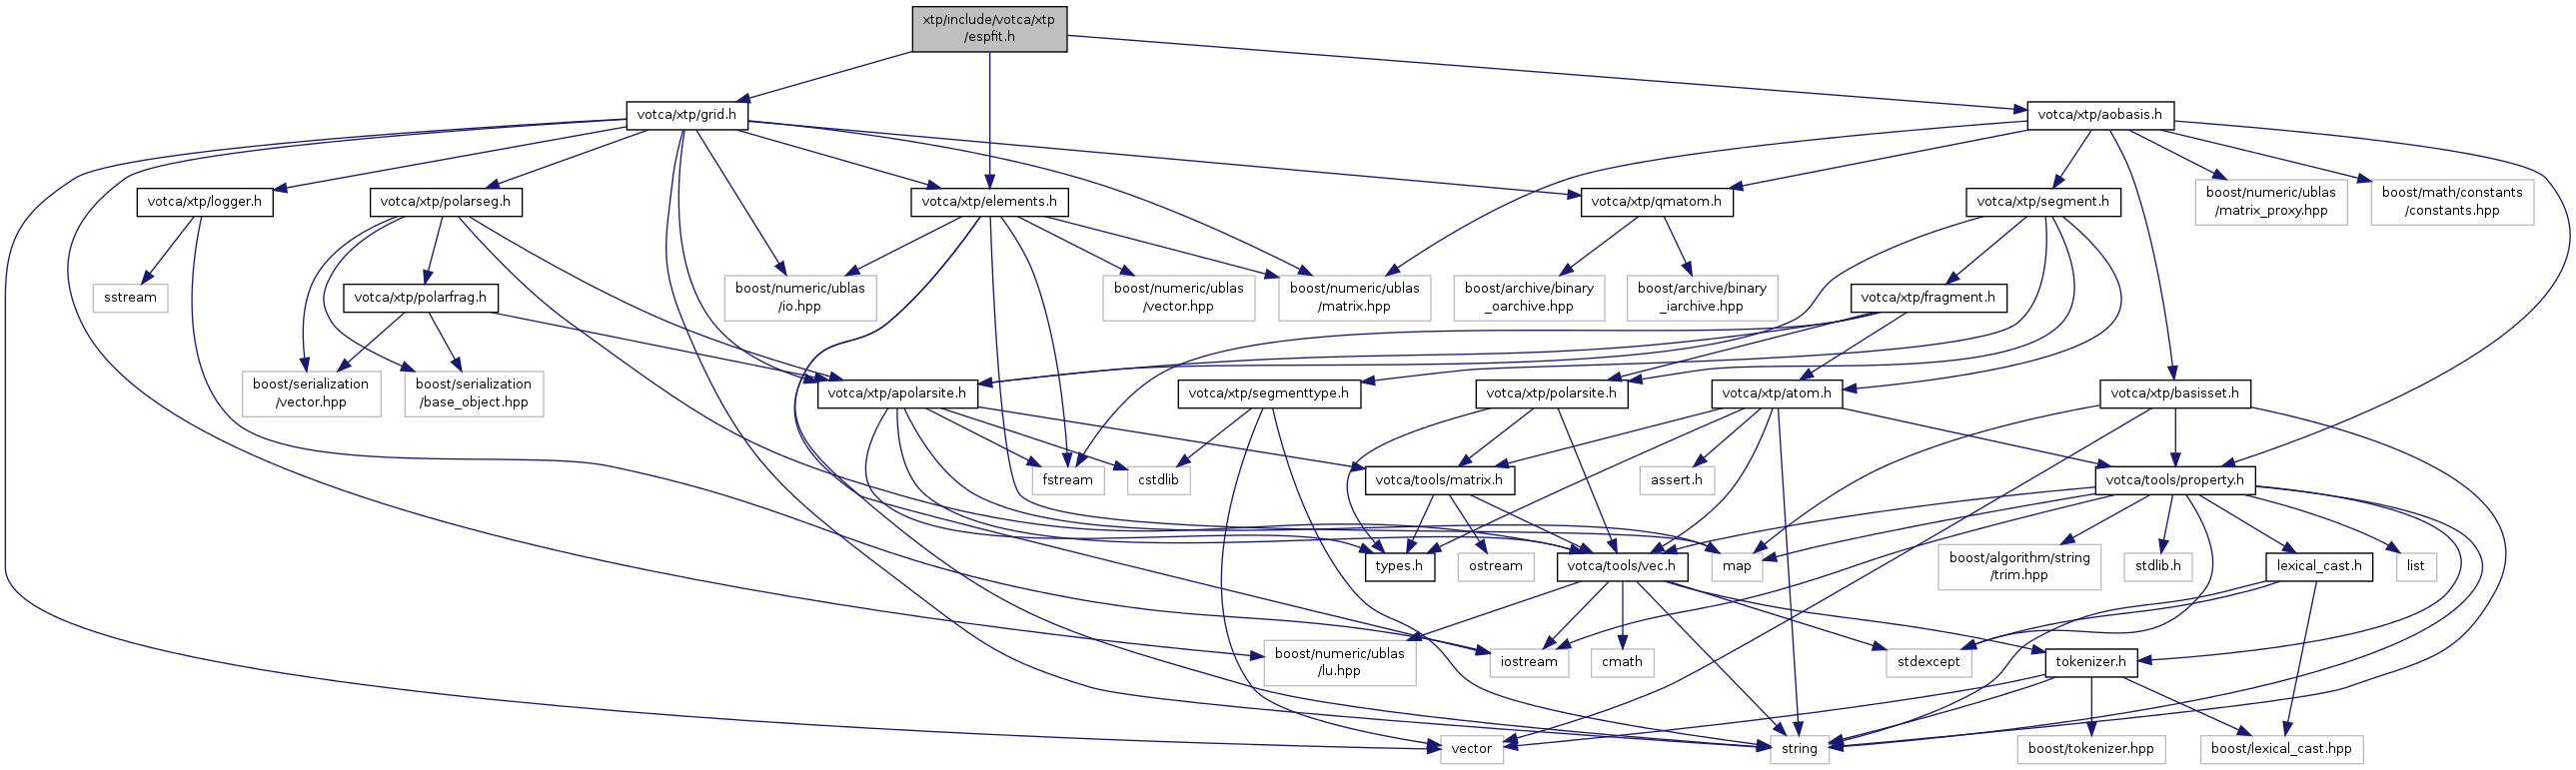 xtp/include/votca/xtp
/espfit.h
votca/xtp/grid.h
votca/xtp/aobasis.h
votca/xtp/logger.h
votca/xtp/polarseg.h
votca/xtp/elements.h
votca/xtp/qmatom.h
votca/xtp/segment.h
boost/numeric/ublas
/matrix_proxy.hpp
boost/math/constants
/constants.hpp
sstream
votca/xtp/polarfrag.h
boost/numeric/ublas
/io.hpp
boost/numeric/ublas
/vector.hpp
boost/numeric/ublas
/matrix.hpp
boost/archive/binary
_oarchive.hpp
boost/archive/binary
_iarchive.hpp
votca/xtp/fragment.h
boost/serialization
/vector.hpp
boost/serialization
/base_object.hpp
votca/xtp/apolarsite.h
votca/xtp/segmenttype.h
votca/xtp/polarsite.h
votca/xtp/atom.h
votca/xtp/basisset.h
fstream
cstdlib
votca/tools/matrix.h
assert.h
votca/tools/property.h
types.h
ostream
votca/tools/vec.h
map
boost/algorithm/string
/trim.hpp
stdlib.h
lexical_cast.h
list
boost/numeric/ublas
/lu.hpp
iostream
cmath
stdexcept
tokenizer.h
vector
string
boost/tokenizer.hpp
boost/lexical_cast.hpp